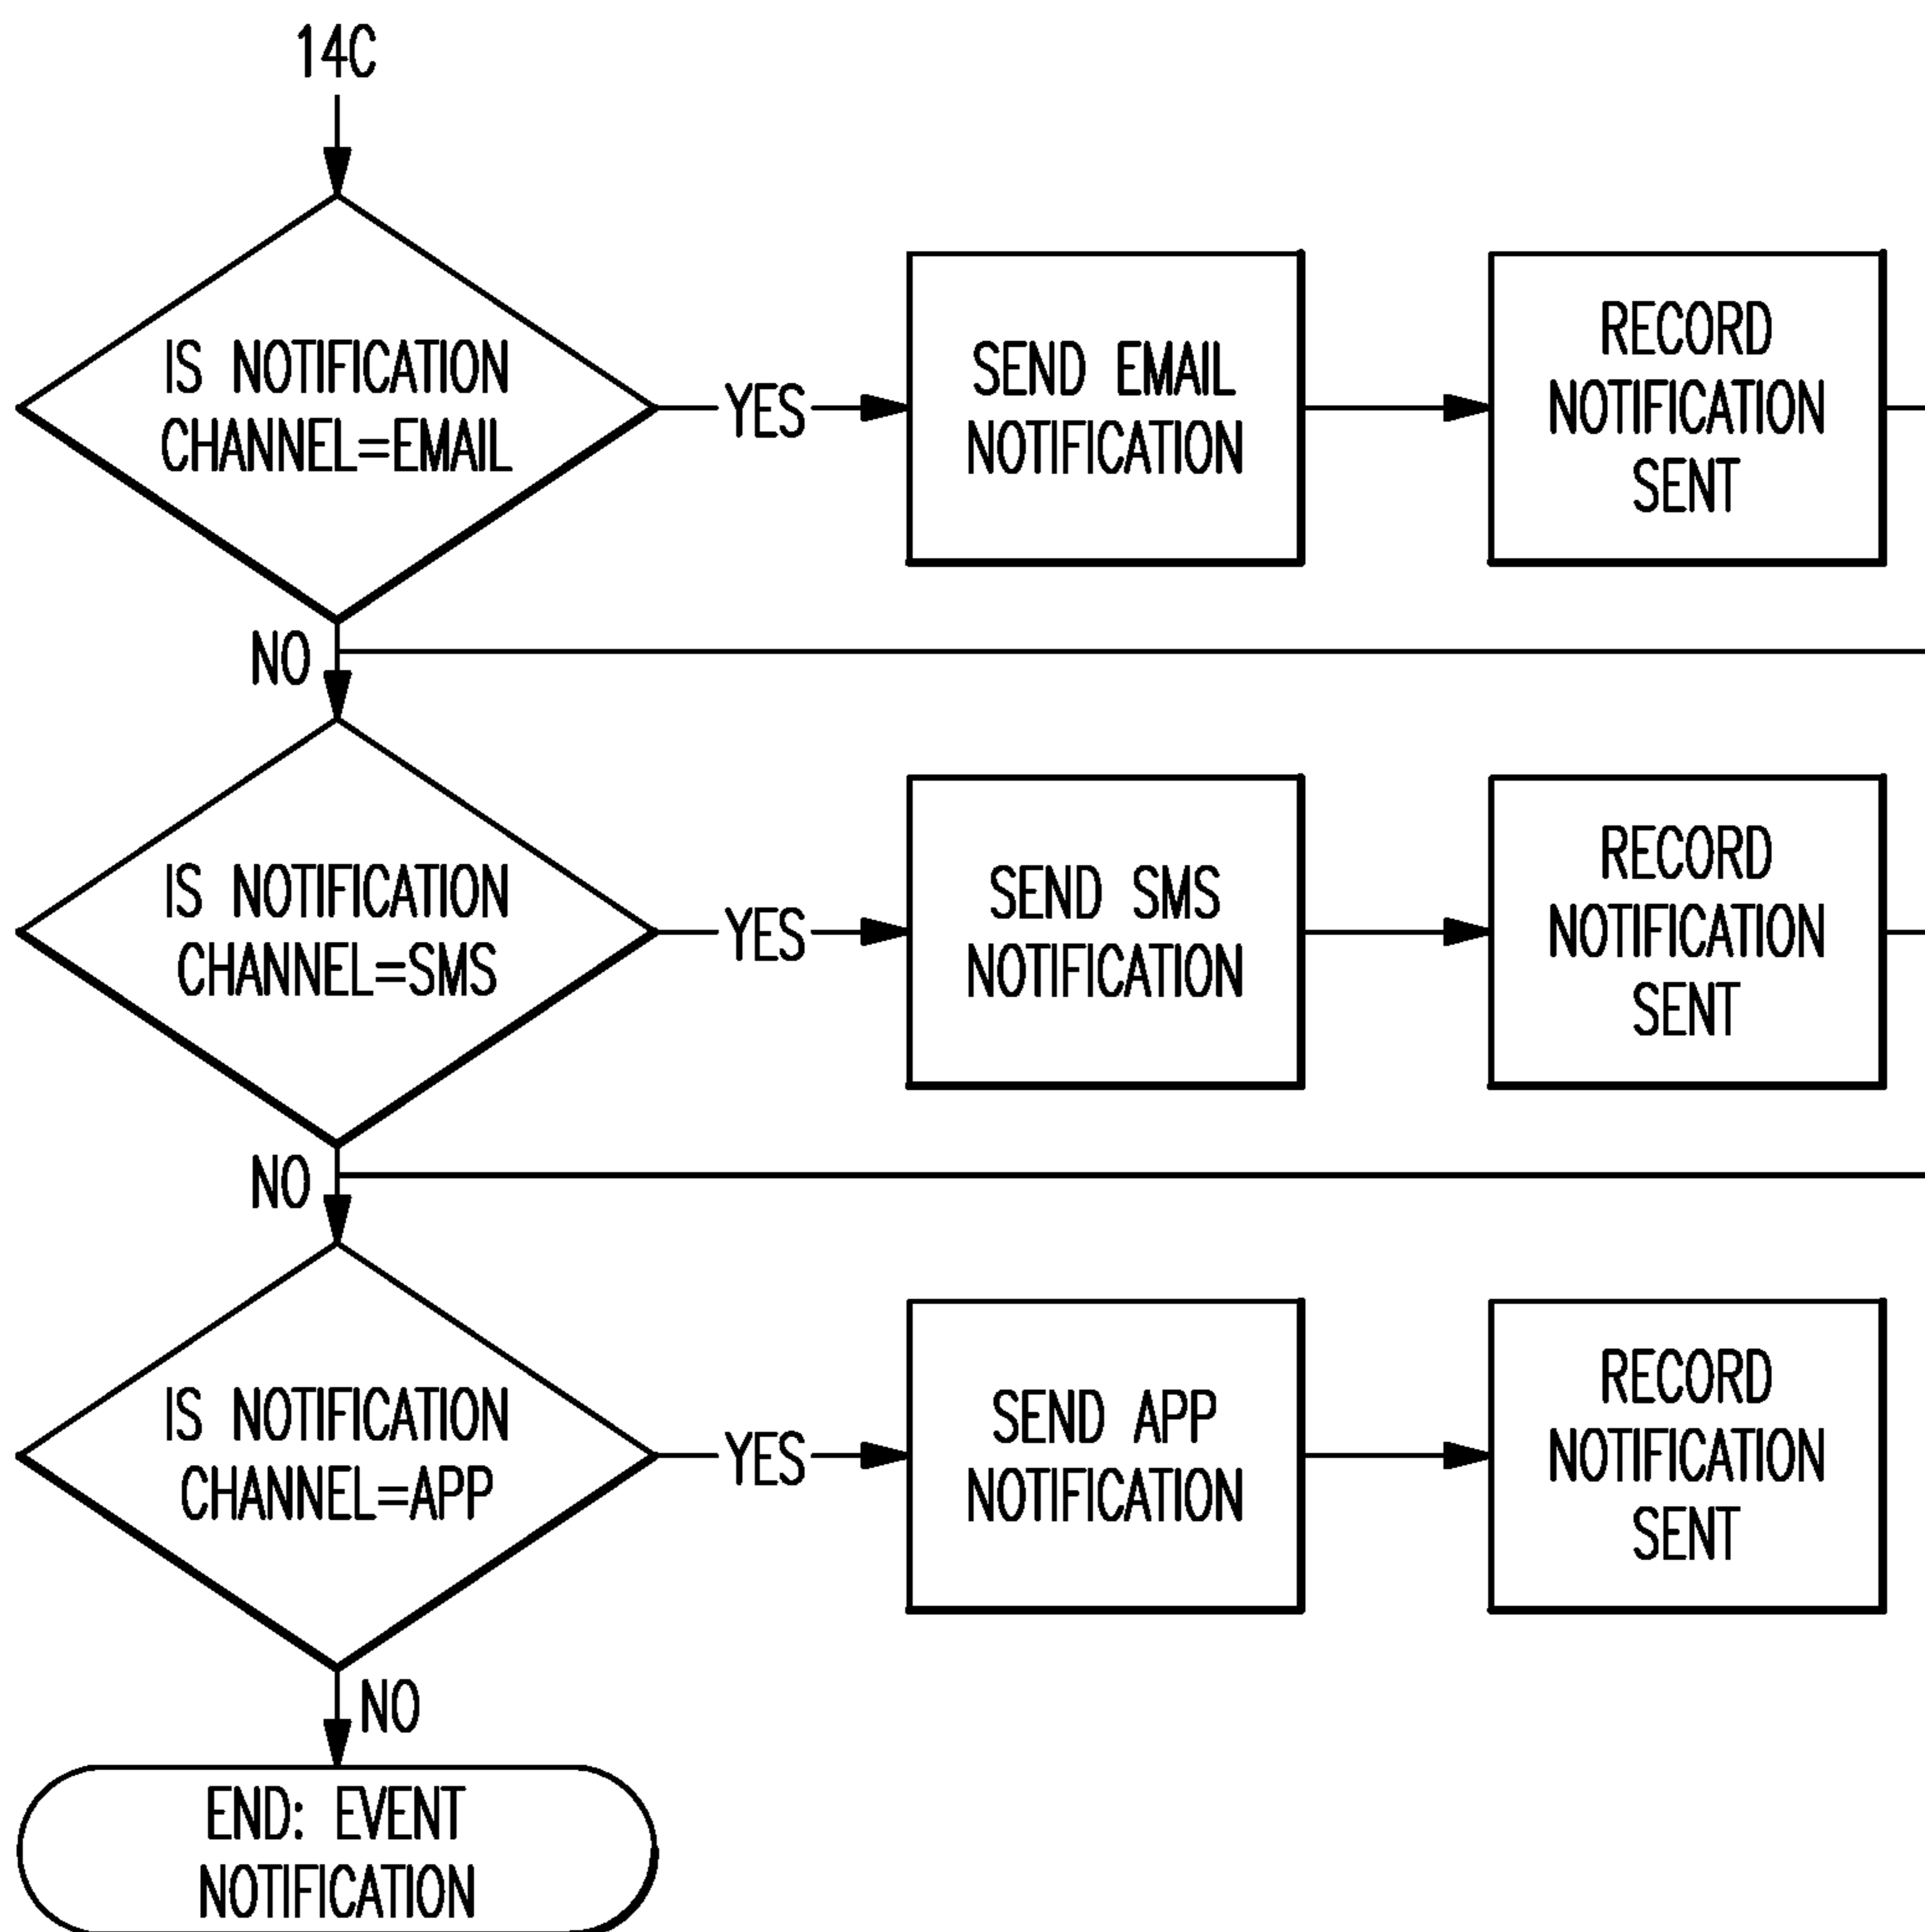 14C
IS NOTIFICATION
CHANNEL=EMAIL
YES
SEND EMAIL
NOTIFICATION
RECORD
NOTIFICATION
SENT
NO
IS NOTIFICATION
CHANNEL=SMS
YES
SEND SMS
NOTIFICATION
RECORD
NOTIFICATION
SENT
NO
IS NOTIFICATION
CHANNEL=APP
YES
SEND APP
NOTIFICATION
RECORD
NOTIFICATION
SENT
NO
END: EVENT
NOTIFICATION